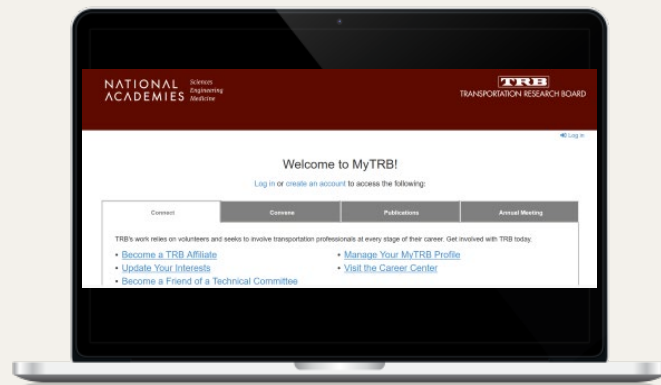 NATIONAL ACADEMIES
Sciences
Engineering
Medicine
TRB
TRANSPORTATION RESEARCH BOARD
Log in
Welcome to MyTRB!
Log in or create an account to access the following:
Connect Convene Publications Annual Meeting
TRB's work relies on volunteers and seeks to involve transportation professionals at every stage of their career. Get involved with TRB today.
• Become a TRB Affiliate
• Update Your Interests
• Become a Friend of a Technical Committee
• Manage Your MyTRB Profile
• Visit the Career Center